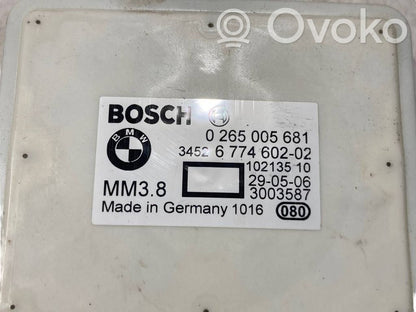 Ovoko
BOSCH
BMW
0 265 005 681
3452 6 774 602-02
102135 10
29-05-06
MM3.8
3003587
Made in Germany 1016
080